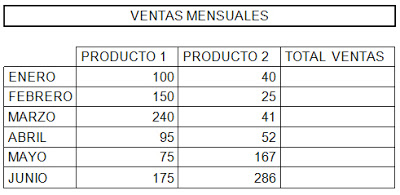 VENTAS MENSUALES
PRODUCTO 1 PRODUCTO 2 TOTAL VENTAS
ENERO 100 40
FEBRERO 150 25
MARZO 240 41
ABRIL 95 52
MAYO 75 167
JUNIO 175 286